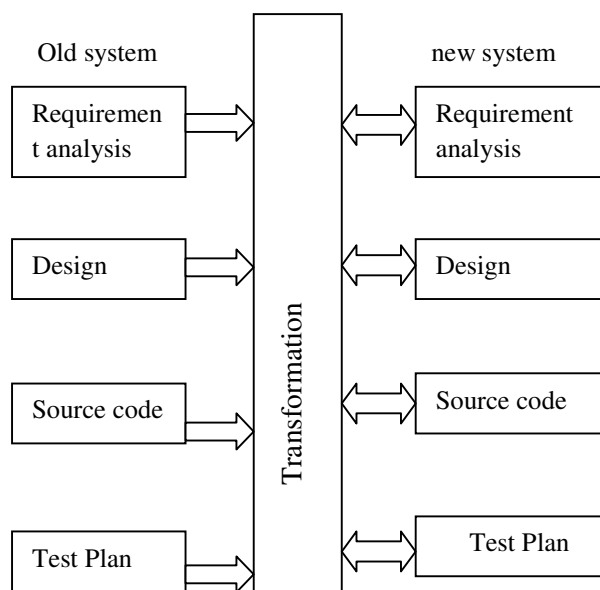 Old system
new system
Requiremen
t analysis
Requirement
analysis
Design
Design
Transformation
Source code
Source code
Test Plan
Test Plan